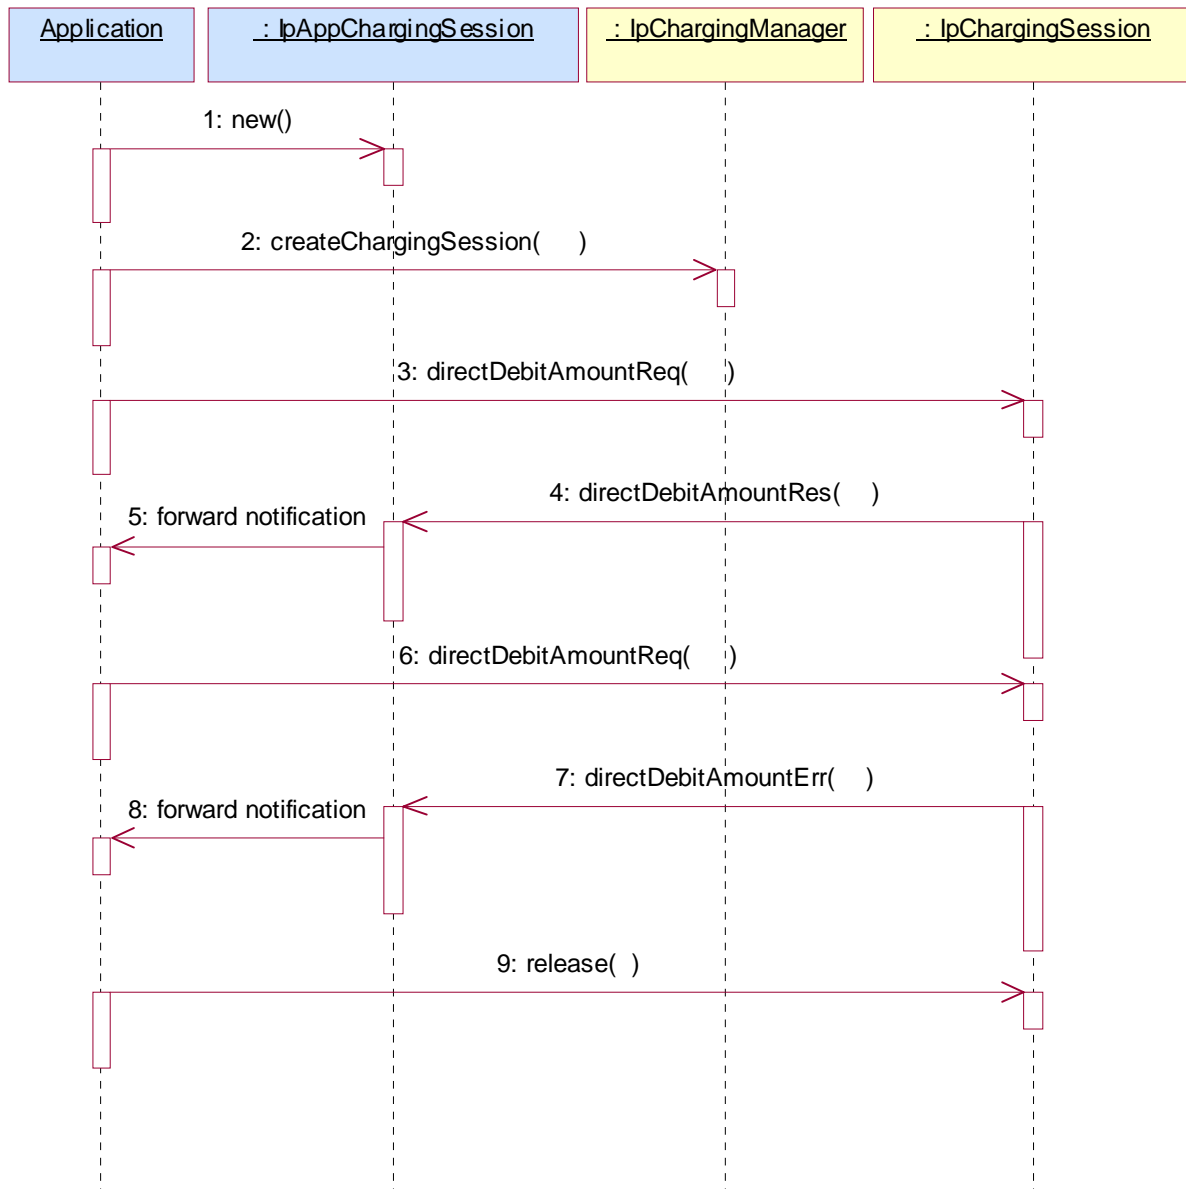 Application
: IpAppChargingSession
: IpChargingManager
: IpChargingSession
1: new()
2: createChargingSession( )
3: directDebitAmountReq( )
4: directDebitAmountRes( )
5: forward notification
6: directDebitAmountReq( )
7: directDebitAmountErr( )
8: forward notification
9: release( )